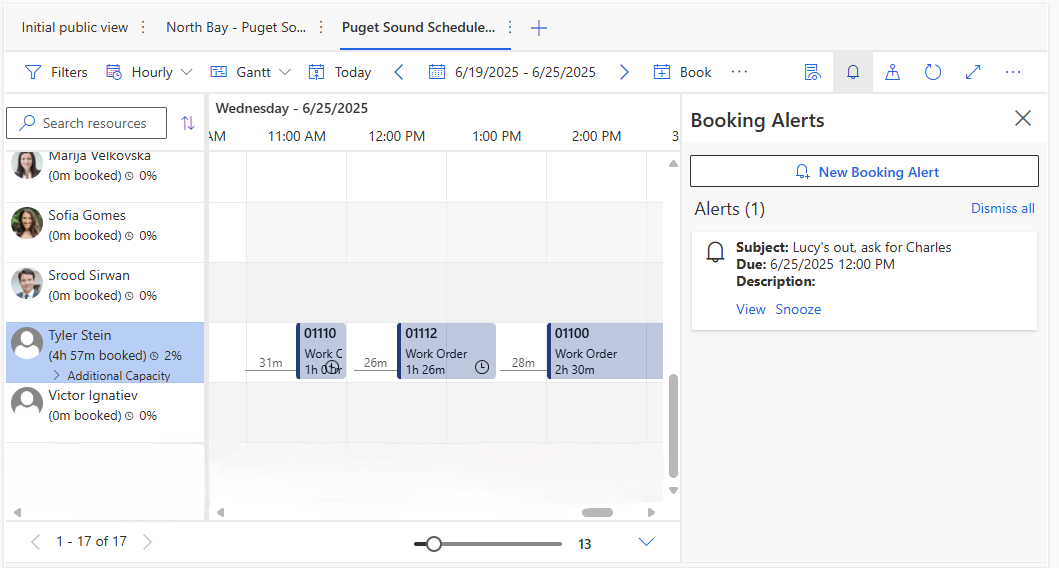 Initial public view
North Bay - Puget So...
Puget Sound Schedule...
Filters
Hourly
Gantt
Today
6/19/2025 - 6/25/2025
Book
Search resources
Wednesday - 6/25/2025
AM
11:00 AM
12:00 PM
1:00 PM
2:00 PM
3
Marija Velkovska
(0m booked) 0%
Sofia Gomes
(0m booked) 0%
Srood Sirwan
(0m booked) 0%
Tyler Stein
(4h 57m booked) 2%
Additional Capacity
31m
01110
Work O
1h 0m
26m
01112
Work Order
1h 26m
28m
01100
Work Order
2h 30m
Victor Ignatiev
(0m booked) 0%
1 - 17 of 17
13
Booking Alerts
New Booking Alert
Alerts (1)
Dismiss all
Subject: Lucy's out, ask for Charles
Due: 6/25/2025 12:00 PM
Description:
View Snooze